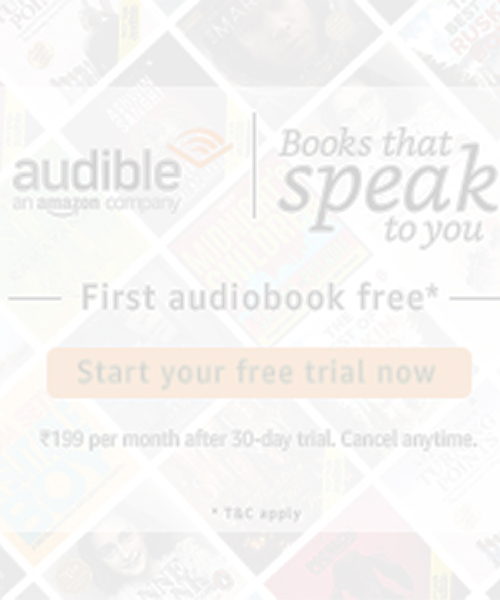 audible
an amazon company
Books that
speak
to you
First audiobook free*
Start your free trial now
₹199 per month after 30-day trial. Cancel anytime.
* T&C apply